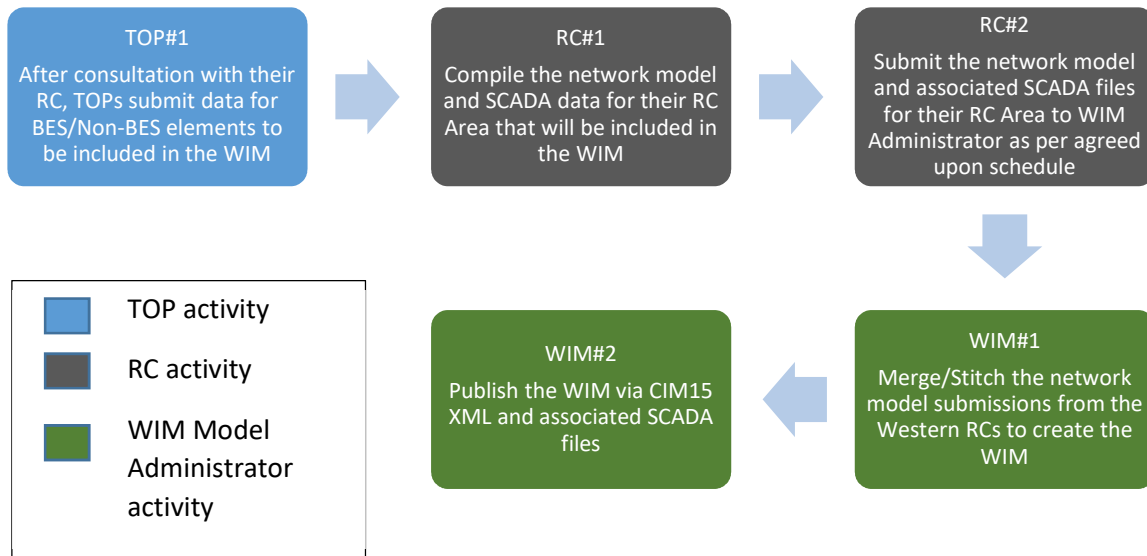 TOP#1
After consultation with their
RC, TOPs submit data for
BES/Non-BES elements to
be included in the WIM
RC#1
Compile the network model
and SCADA data for their RC
Area that will be included in
the WIM
RC#2
Submit the network model
and associated SCADA files
for their RC Area to WIM
Administrator as per agreed
upon schedule
WIM#1
Merge/Stitch the network
model submissions from the
Western RCs to create the
WIM
WIM#2
Publish the WIM via CIM15
XML and associated SCADA
files
TOP activity
RC activity
WIM Model
Administrator
activity